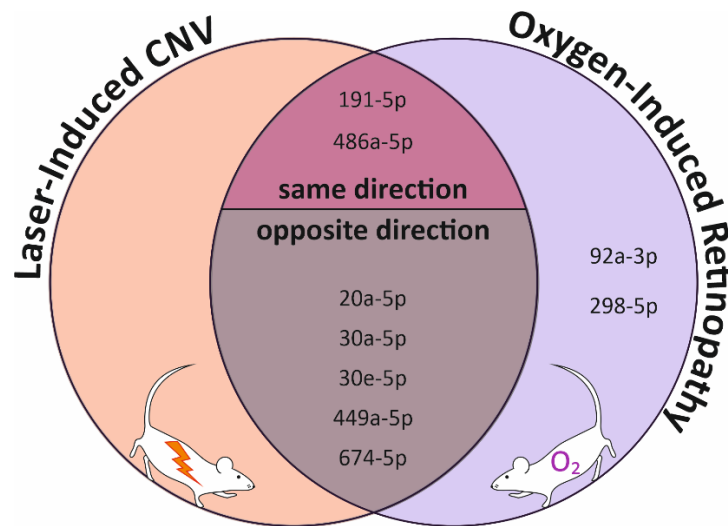 Laser-Induced CNV
Oxygen-Induced Retinopathy
191-5p
486a-5p
same direction
opposite direction
20a-5p
30a-5p
30e-5p
449a-5p
674-5p
92a-3p
298-5p
O₂